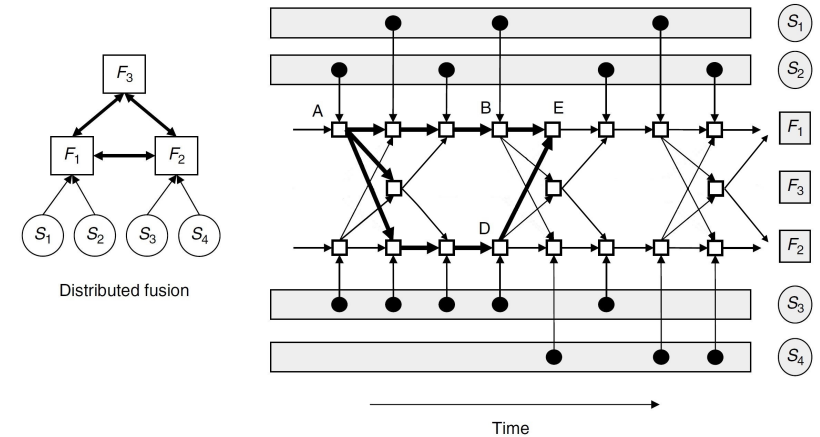 F3
F1 F2
S1 S2 S3 S4
Distributed fusion
S1
S2
A B E
F1
F3
D
F2
S3
S4
Time